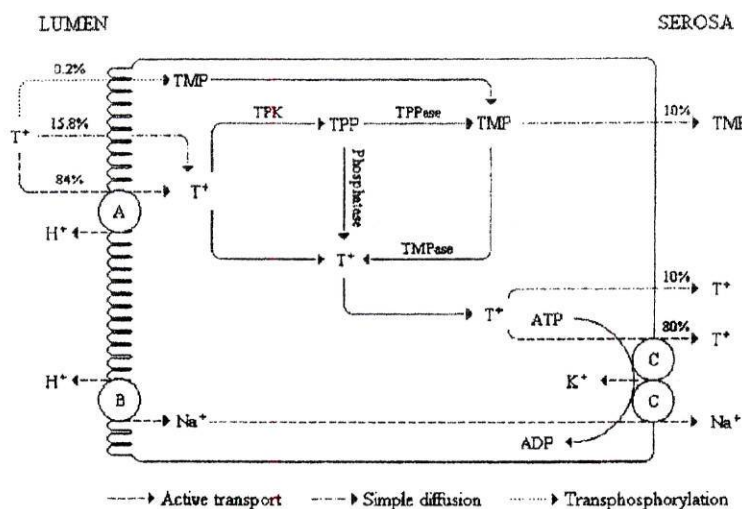 LUMEN SEROSA
0.2% TMP
T⁺ 15.8% TPK TPP TPPase TMP 10% TMP
84% T⁺
Phosphatase
A
H⁺ T⁺ TMPase
10% T⁺
T⁺ ATP 80% T⁺
C
H⁺ K⁺
B C
Na⁺ Na⁺
ADP
Active transport Simple diffusion Transphosphorylation